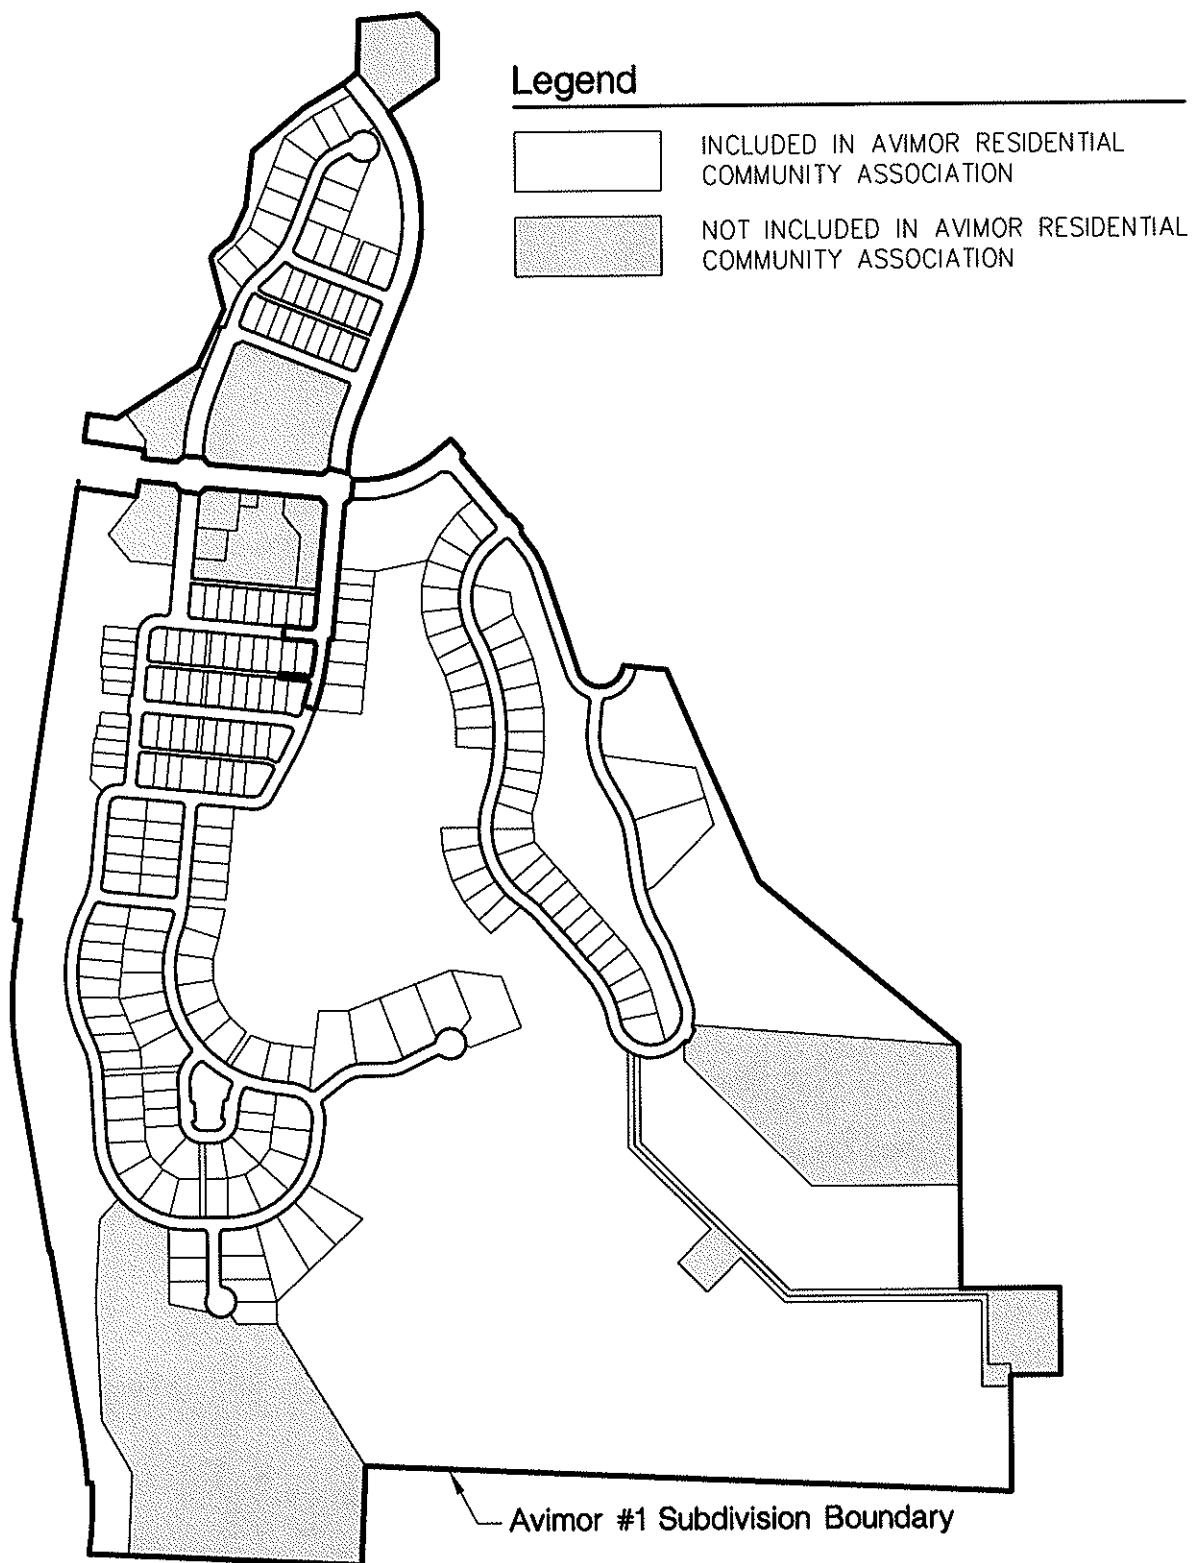 Legend
INCLUDED IN AVIMOR RESIDENTIAL
COMMUNITY ASSOCIATION
NOT INCLUDED IN AVIMOR RESIDENTIAL
COMMUNITY ASSOCIATION
Avimor #1 Subdivision Boundary